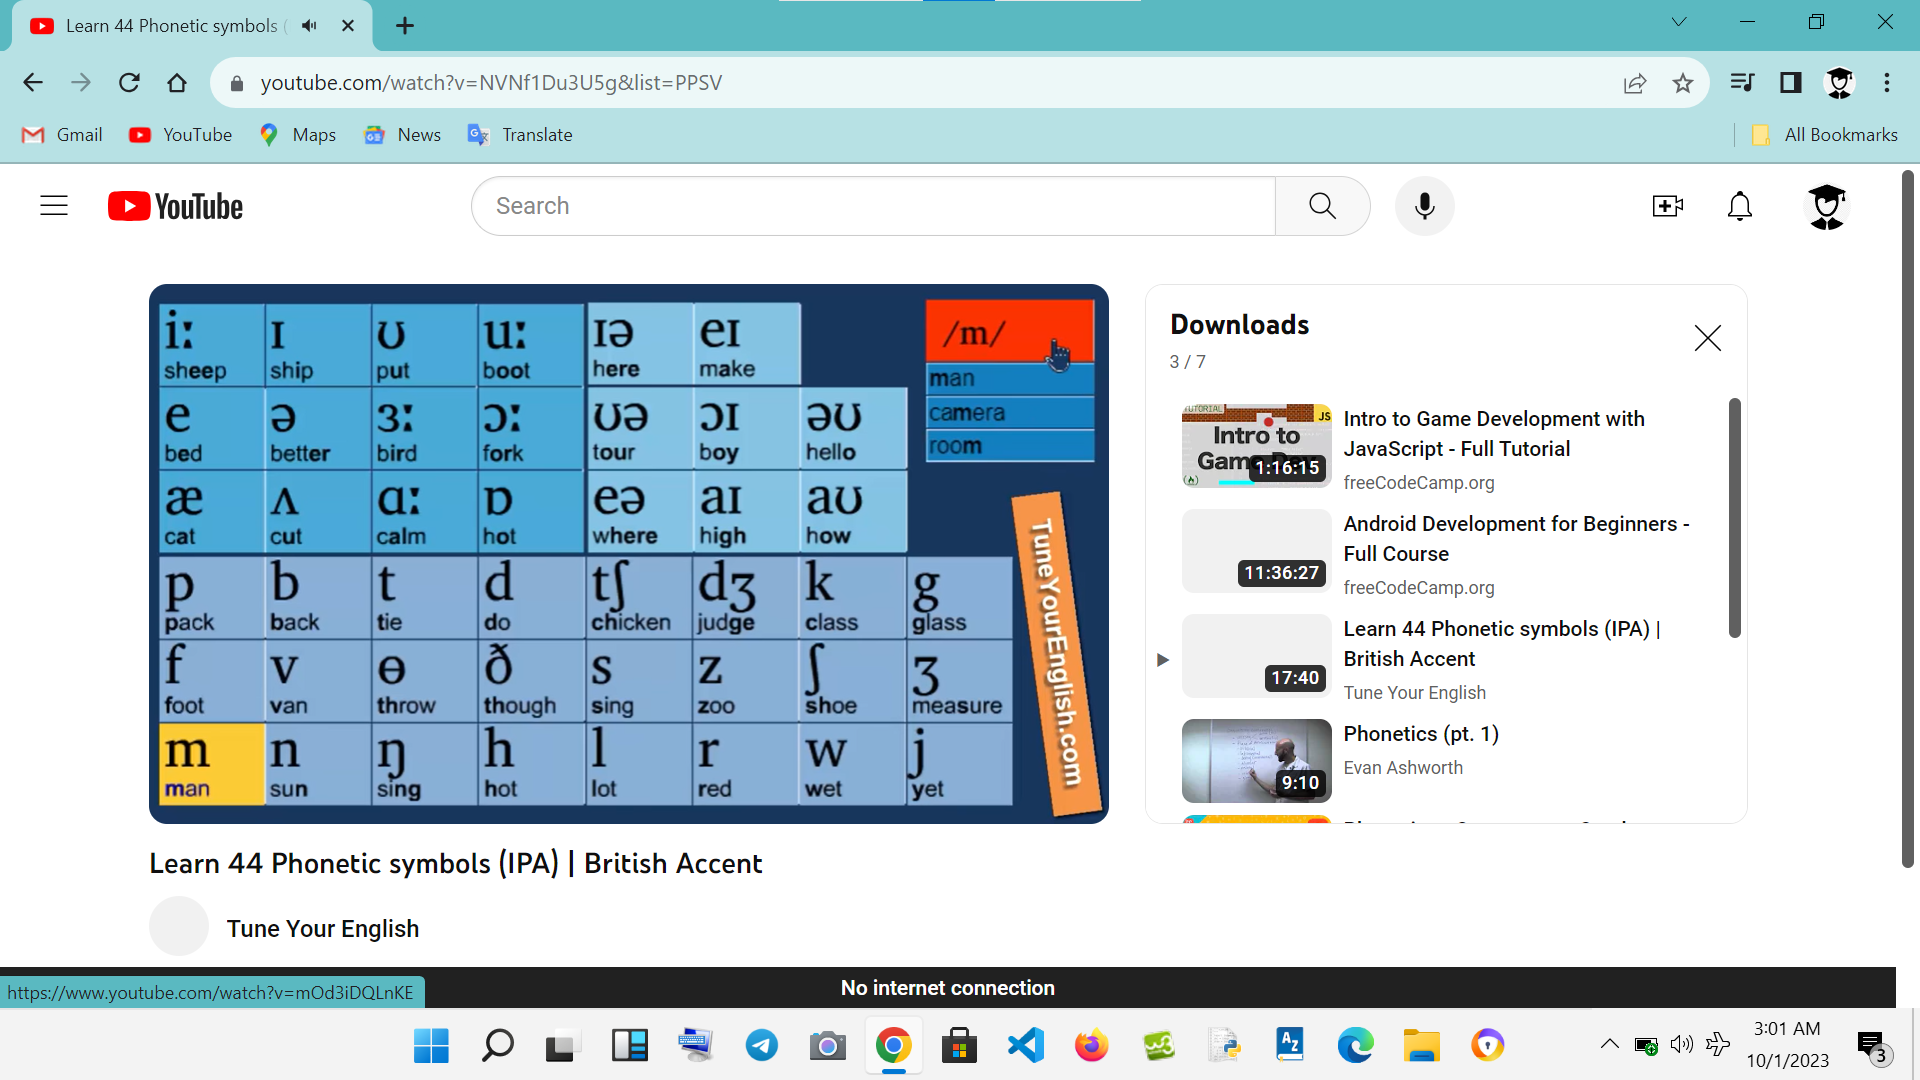 Learn 44 Phonetic symbols (
youtube.com/watch?v=NVNf1Du3U5g&list=PPSV
Gmail YouTube Maps News Translate All Bookmarks
YouTube Search
iː ɪ ʊ uː ɪə eɪ
sheep ship put boot here make
e ə ɜː ɔː ʊə ɔɪ əʊ
bed better bird fork tour boy hello
æ ʌ ɑː ɒ eə aɪ aʊ
cat cut calm hot where high how
p b t d tʃ dʒ k g
pack back tie do chicken judge class glass
f v ɵ ð s z ʃ ʒ
foot van throw though sing zoo shoe measure
m n ŋ h l r w j
man sun sing hot lot red wet yet
/m/
man
camera
room
TuneYourEnglish.com
Learn 44 Phonetic symbols (IPA) | British Accent
Tune Your English
Downloads
3 / 7
TUTORIAL
JS
Intro to
Game Dev
1:16:15
Intro to Game Development with
JavaScript - Full Tutorial
freeCodeCamp.org
11:36:27
Android Development for Beginners -
Full Course
freeCodeCamp.org
17:40
Learn 44 Phonetic symbols (IPA) |
British Accent
Tune Your English
9:10
Phonetics (pt. 1)
Evan Ashworth
No internet connection
https://www.youtube.com/watch?v=mOd3iDQLnKE
3:01 AM
10/1/2023
3